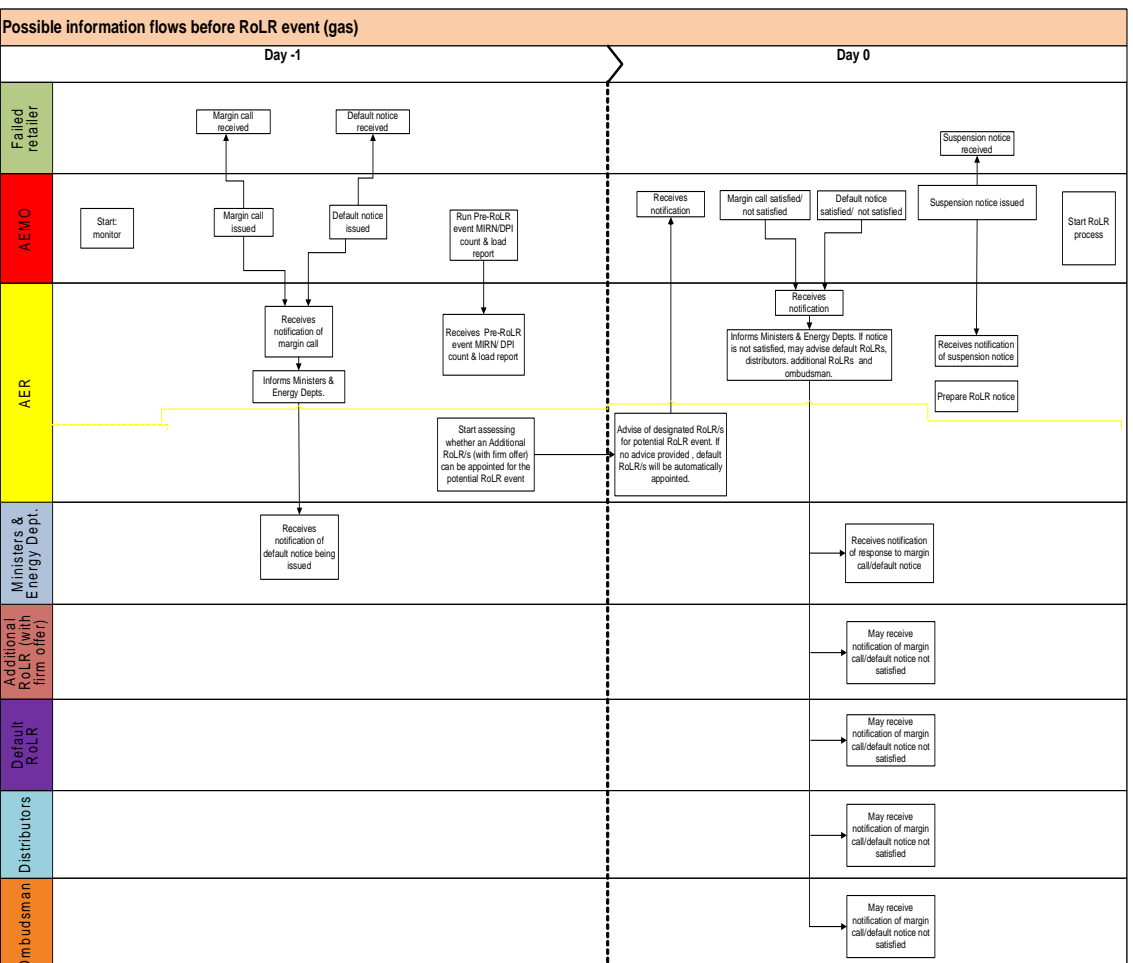 Possible information flows before RoLR event (gas)
Day -1
Day 0
Failed
retailer
Margin call
received
Default notice
received
Suspension notice
received
AEMO
Start:
monitor
Margin call
issued
Default notice
issued
Run Pre-RoLR
event MIRN/DPI
count & load
report
Receives
notification
Margin call satisfied/
not satisfied
Default notice
satisfied/ not satisfied
Suspension notice issued
Start RoLR
process
AER
Receives
notification of
margin call
Informs Ministers &
Energy Depts.
Receives Pre-RoLR
event MIRN/ DPI
count & load report
Start assessing
whether an Additional
RoLR/s (with firm offer)
can be appointed for the
potential RoLR event
Advise of designated RoLR/s
for potential RoLR event. If
no advice provided , default
RoLR/s will be automatically
appointed.
Receives
notification
Informs Ministers & Energy Depts. If notice
is not satisfied, may advise default RoLRs,
distributors. additional RoLRs and
ombudsman.
Receives notification
of suspension notice
Prepare RoLR notice
Ministers &
Energy Dept.
Receives
notification of
default notice being
issued
Receives notification
of response to margin
call/default notice
Additional
RoLR (with
firm offer)
May receive
notification of margin
call/default notice not
satisfied
Default
RoLR
May receive
notification of margin
call/default notice not
satisfied
Distributors
May receive
notification of margin
call/default notice not
satisfied
Ombudsman
May receive
notification of margin
call/default notice not
satisfied